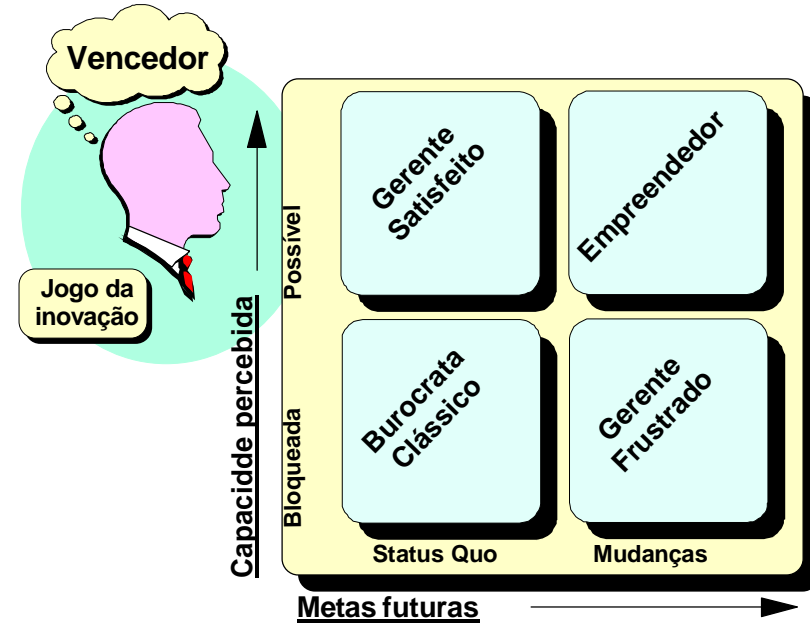 Vencedor
Jogo da
inovação
Capacidde percebida
Possível
Bloqueada
Gerente
Satisfeito
Empreendedor
Burocrata
Clássico
Gerente
Frustrado
Status Quo
Mudanças
Metas futuras